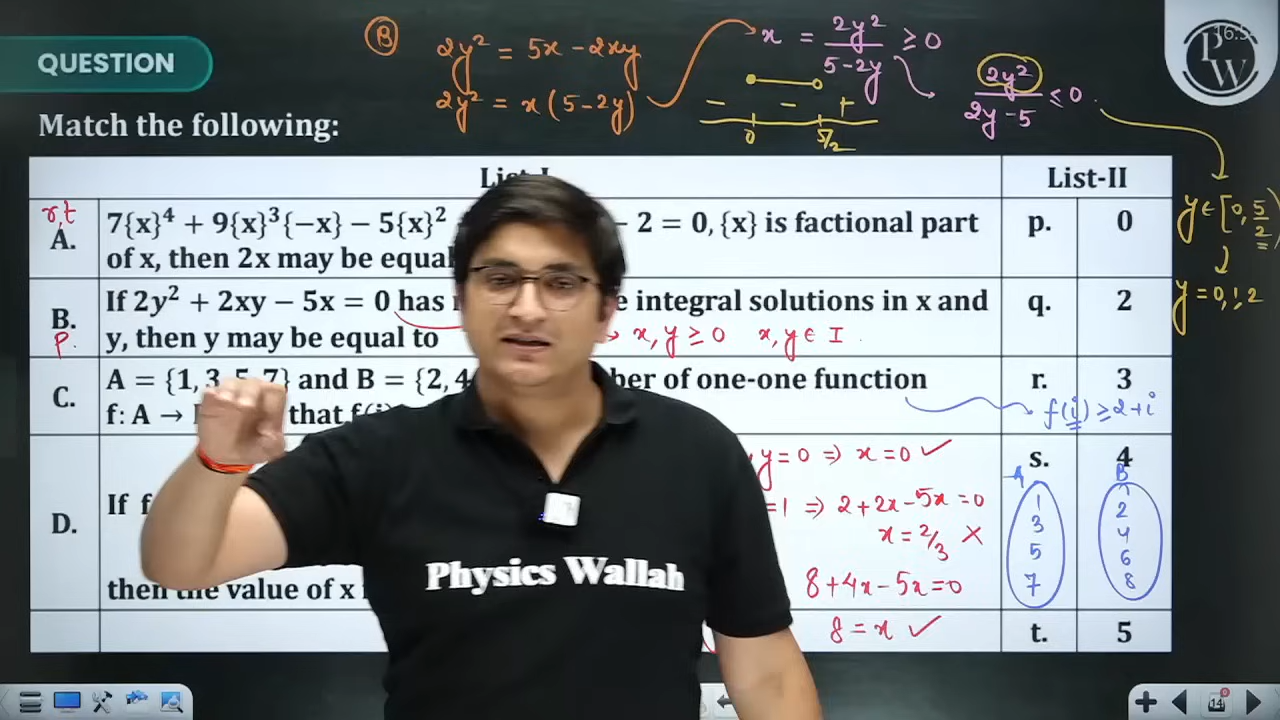 B 2y² = 5x - 2xy
2y² = x(5-2y)
x = 2y²/(5-2y) ≥ 0
2y²/(2y-5) ≤ 0
- - +
0 5/2
y ∈ [0, 5/2)
y = 0, 1, 2
PW
QUESTION
Match the following:
List-II
r,t
A. 7{x}⁴ + 9{x}³{−x} − 5{x}² − 2 = 0, {x} is factional part
of x, then 2x may be equal
p. 0
B. If 2y² + 2xy − 5x = 0 has integral solutions in x and
p. y, then y may be equal to
x, y ≥ 0 x, y ∈ I
q. 2
C. A = {1, 3, 5, 7} and B = {2, 4 of one-one function
f: A → that
r. 3
f(i) ≥ 2+i
D. If
then the value of x
y=0 ⇒ x=0 ✓
=1 ⇒ 2+2x-5x=0
x = 2/3 ×
8+4x-5x=0
8 = x ✓
s. 4
A B
1 2
3 4
5 6
7 8
t. 5
Physics Wallah
14